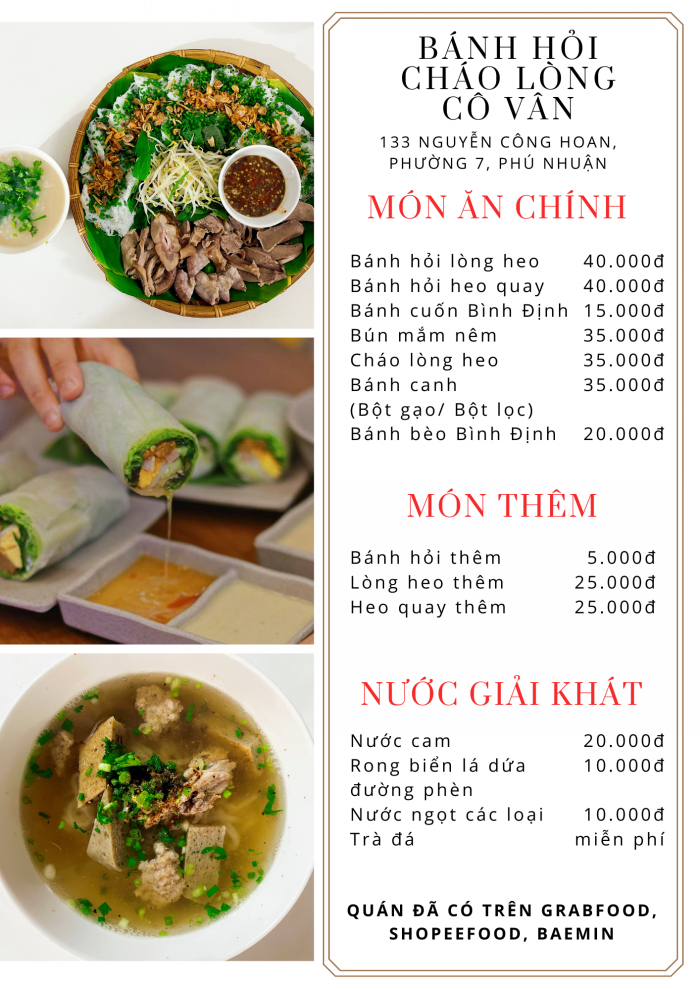 BÁNH HỎI
CHÁO LÒNG
CÔ VÂN
133 NGUYỄN CÔNG HOAN,
PHƯỜNG 7, PHÚ NHUẬN
MÓN ĂN CHÍNH
Bánh hỏi lòng heo 40.000đ
Bánh hỏi heo quay 40.000đ
Bánh cuốn Bình Định 15.000đ
Bún mắm nêm 35.000đ
Cháo lòng heo 35.000đ
Bánh canh 35.000đ
(Bột gạo/ Bột lọc)
Bánh bèo Bình Định 20.000đ
MÓN THÊM
Bánh hỏi thêm 5.000đ
Lòng heo thêm 25.000đ
Heo quay thêm 25.000đ
NƯỚC GIẢI KHÁT
Nước cam 20.000đ
Rong biển lá dứa 10.000đ
đường phèn
Nước ngọt các loại 10.000đ
Trà đá miễn phí
QUÁN ĐÃ CÓ TRÊN GRABFOOD,
SHOPEEFOOD, BAEMIN